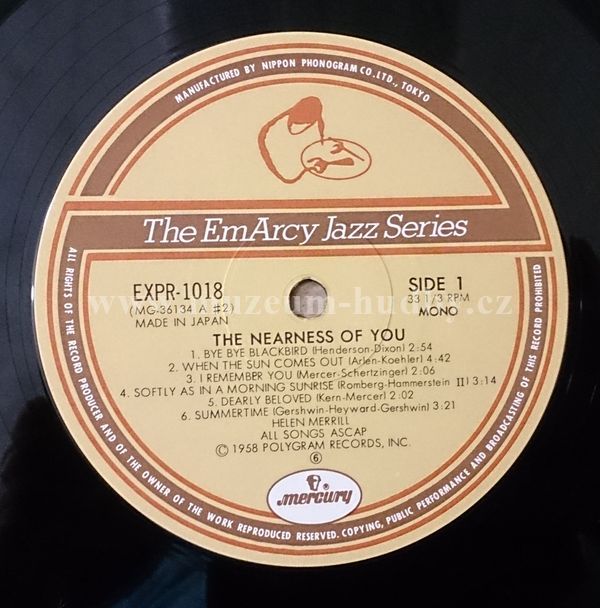 MANUFACTURED BY NIPPON PHONOGRAM CO., LTD., TOKYO
The EmArcy Jazz Series
EXPR-1018
(MG-36134 A #2)
MADE IN JAPAN
SIDE 1
33 1/3 RPM
MONO
www.muzeum-hudby.cz
THE NEARNESS OF YOU
1. BYE BYE BLACKBIRD (Henderson-Dixon) 2:54
2. WHEN THE SUN COMES OUT (Arlen-Koehler) 4:42
3. I REMEMBER YOU (Mercer-Schertzinger) 2:06
4. SOFTLY AS IN A MORNING SUNRISE (Romberg-Hammerstein II) 3:14
5. DEARLY BELOVED (Kern-Mercer) 2:02
6. SUMMERTIME (Gershwin-Heyward-Gershwin) 3:21
HELEN MERRILL
ALL SONGS ASCAP
Ⓒ 1958 POLYGRAM RECORDS, INC.
⑥
mercury®
ALL RIGHTS OF THE RECORD PRODUCER AND OF THE OWNER OF THE WORK REPRODUCED RESERVED. COPYING, PUBLIC PERFORMANCE AND BROADCASTING OF THIS RECORD PROHIBITED